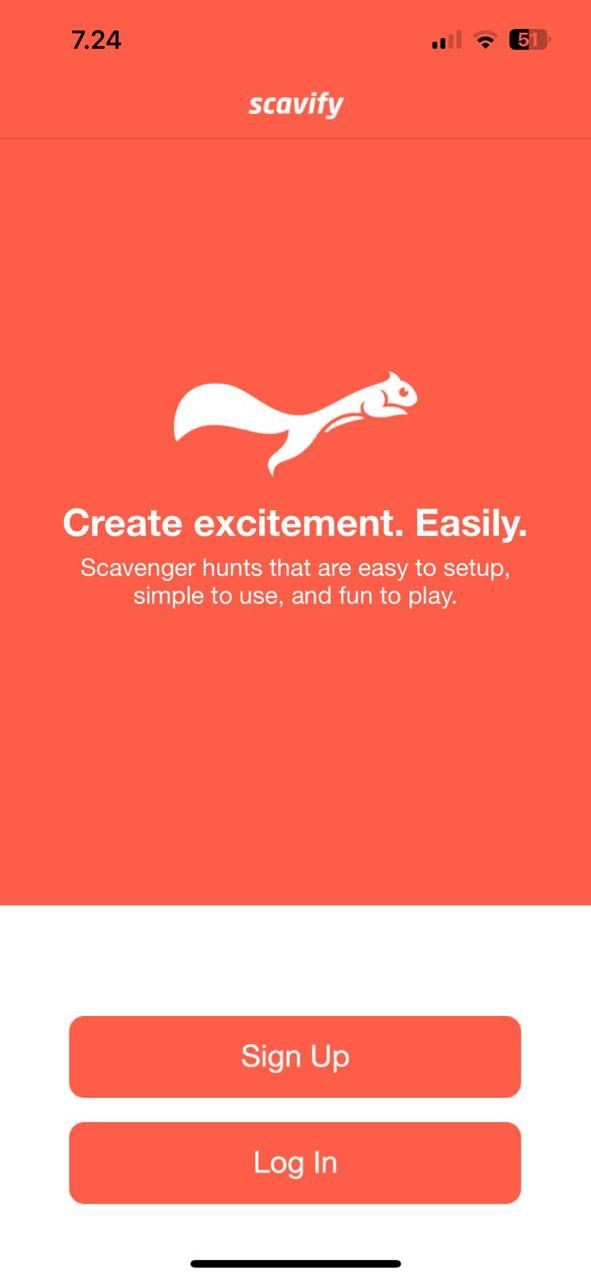 7.24
51
scavify
Create excitement. Easily.
Scavenger hunts that are easy to setup,
simple to use, and fun to play.
Sign Up
Log In